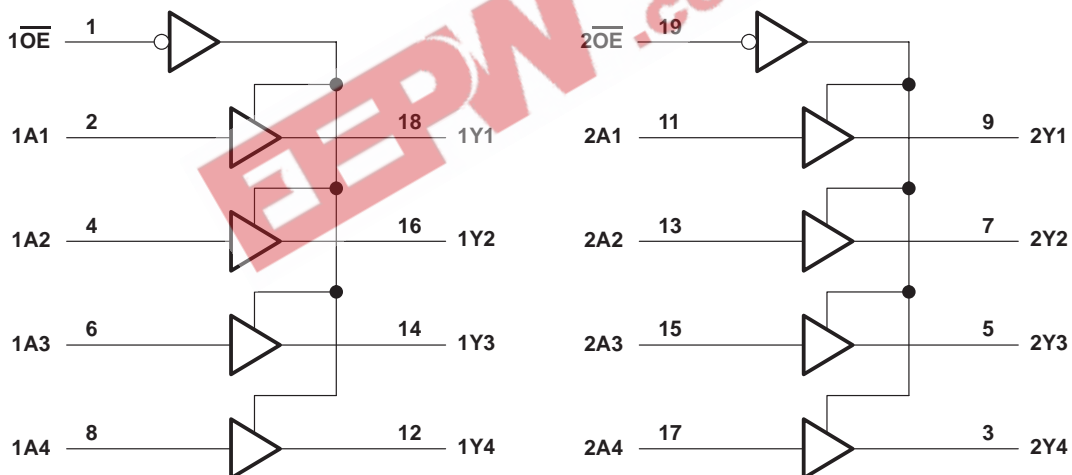 1OE 1
1A1 2 18 1Y1
1A2 4 16 1Y2
1A3 6 14 1Y3
1A4 8 12 1Y4
2OE 19
2A1 11 9 2Y1
2A2 13 7 2Y2
2A3 15 5 2Y3
2A4 17 3 2Y4
EEPW